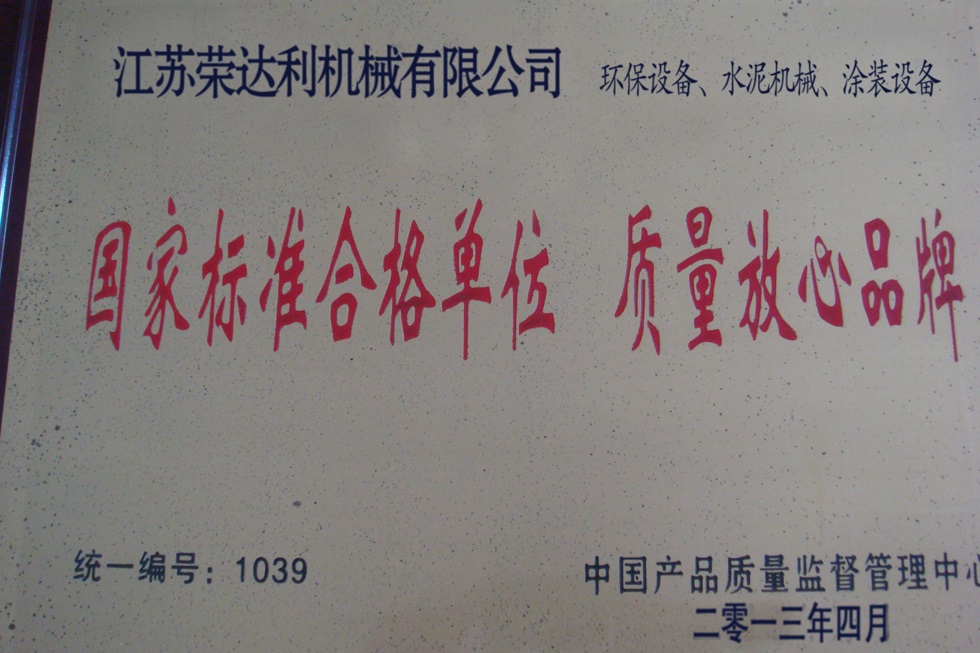 江苏荣达利机械有限公司 环保设备、水泥机械、涂装设备
国家标准合格单位 质量放心品牌
统一编号：1039
中国产品质量监督管理中心
二零一三年四月